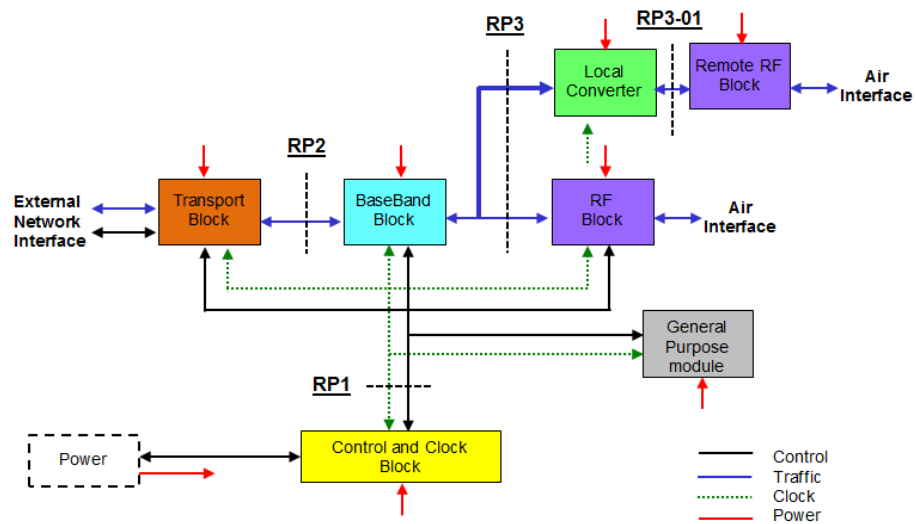 RP3
RP3-01
Local
Converter
Remote RF
Block
Air
Interface
RP2
External
Network
Interface
Transport
Block
BaseBand
Block
RF
Block
Air
Interface
General
Purpose
module
RP1
Power
Control and Clock
Block
Control
Traffic
Clock
Power